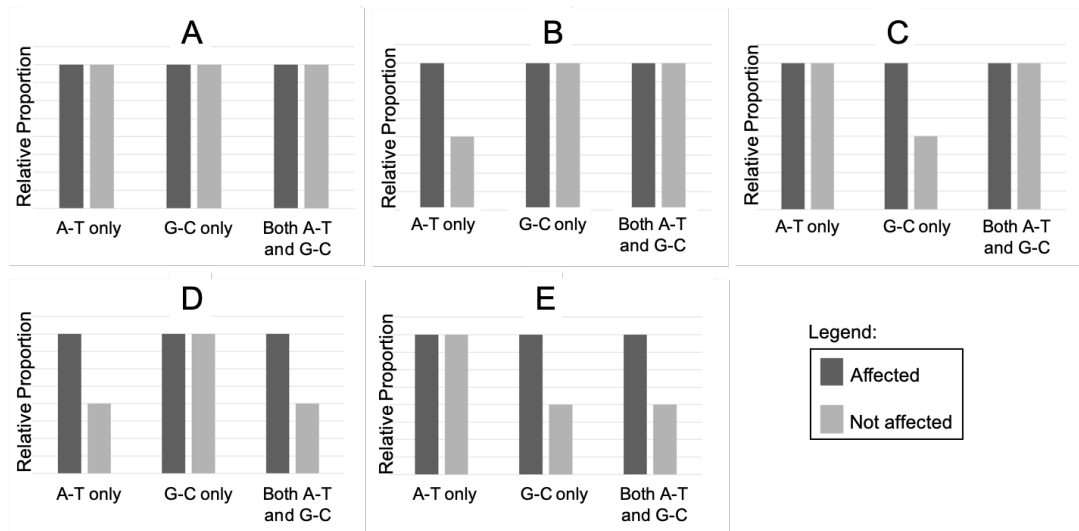 A
Relative Proportion
A-T only
G-C only
Both A-T
and G-C
B
Relative Proportion
A-T only
G-C only
Both A-T
and G-C
C
Relative Proportion
A-T only
G-C only
Both A-T
and G-C
D
Relative Proportion
A-T only
G-C only
Both A-T
and G-C
E
Relative Proportion
A-T only
G-C only
Both A-T
and G-C
Legend:
Affected
Not affected